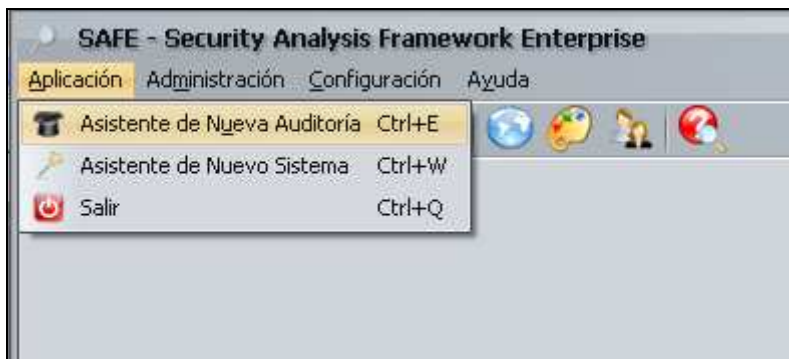 SAFE - Security Analysis Framework Enterprise
Aplicación Administración Configuración Ayuda
Asistente de Nueva Auditoría Ctrl+E
Asistente de Nuevo Sistema Ctrl+W
Salir Ctrl+Q